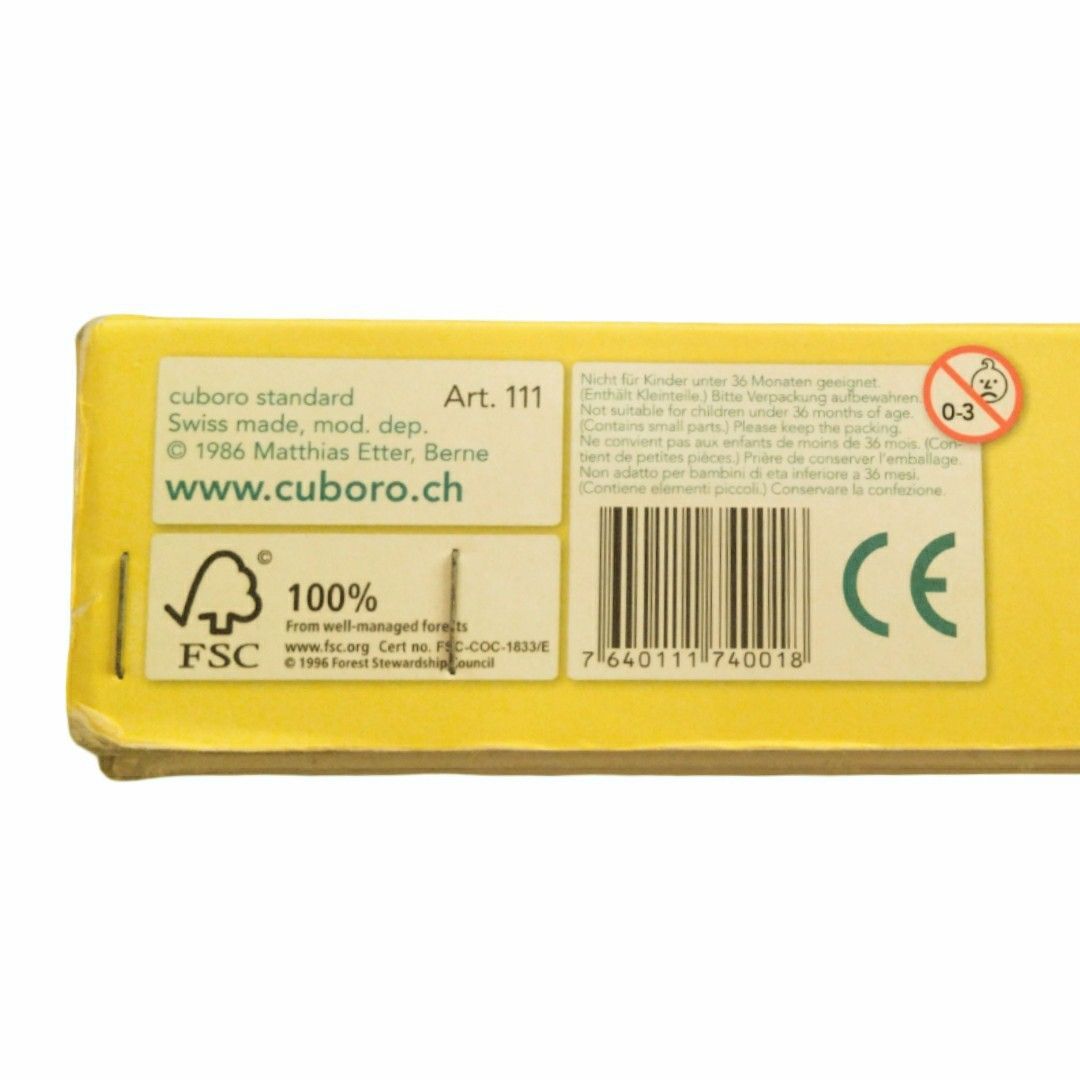 cuboro standard Art. 111
Swiss made, mod. dep.
© 1986 Matthias Etter, Berne
www.cuboro.ch
©
100%
From well-managed forests
FSC
www.fsc.org Cert no. FSC-COC-1833/E
© 1996 Forest Stewardship Council
Nicht für Kinder unter 36 Monaten geeignet.
(Enthält Kleinteile.) Bitte Verpackung aufbewahren.
Not suitable for children under 36 months of age.
(Contains small parts.) Please keep the packing.
Ne convient pas aux enfants de moins de 36 mois. (Con-
tient de petites pièces.) Prière de conserver l'emballage.
Non adatto per bambini di eta inferiore a 36 mesi.
(Contiene elementi piccoli.) Conservare la confezione.
0-3
7 640111 740018
CE